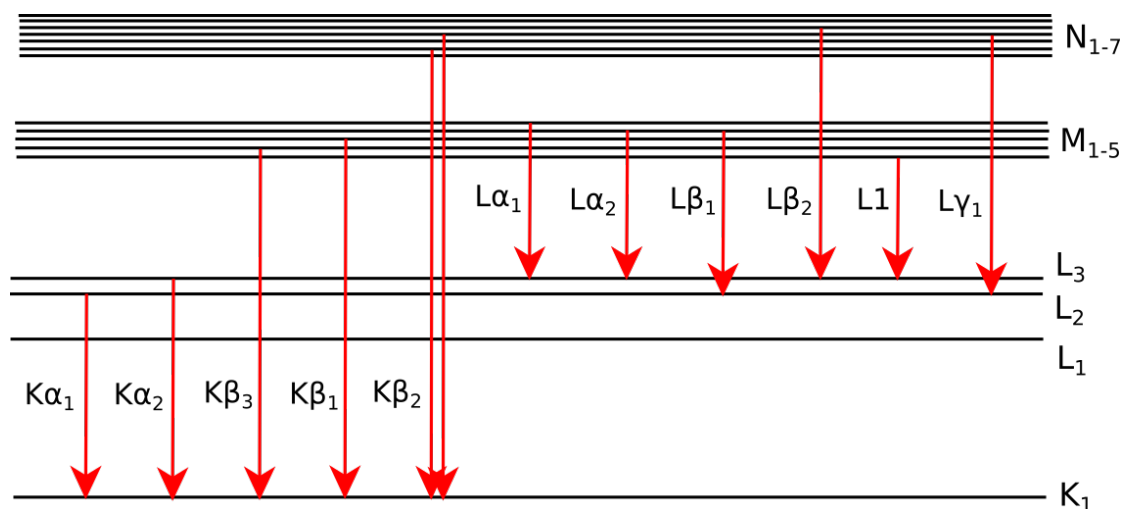 N₁₋₇
M₁₋₅
Lα₁ Lα₂ Lβ₁ Lβ₂ L1 Lγ₁
L₃
L₂
L₁
Kα₁ Kα₂ Kβ₃ Kβ₁ Kβ₂
K₁